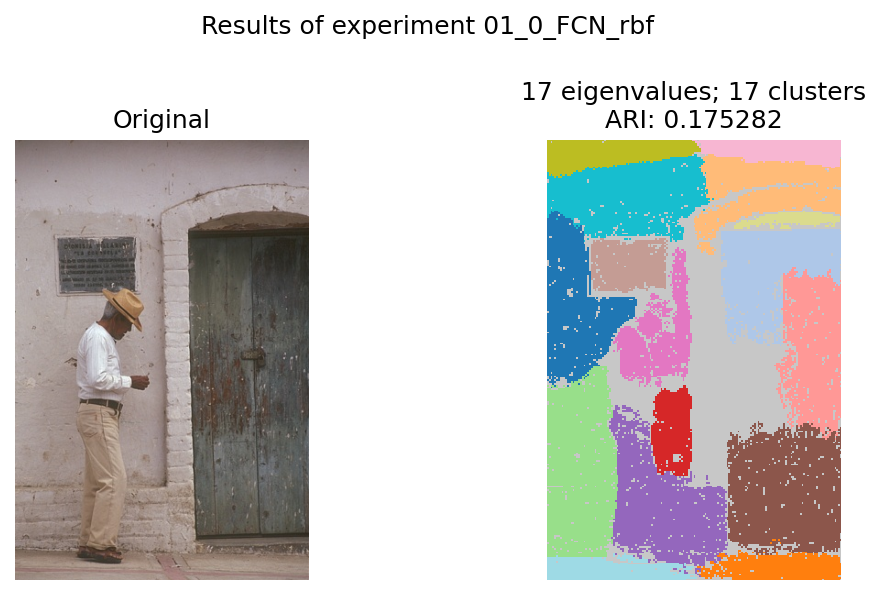 Results of experiment 01_0_FCN_rbf
Original
17 eigenvalues; 17 clusters
ARI: 0.175282